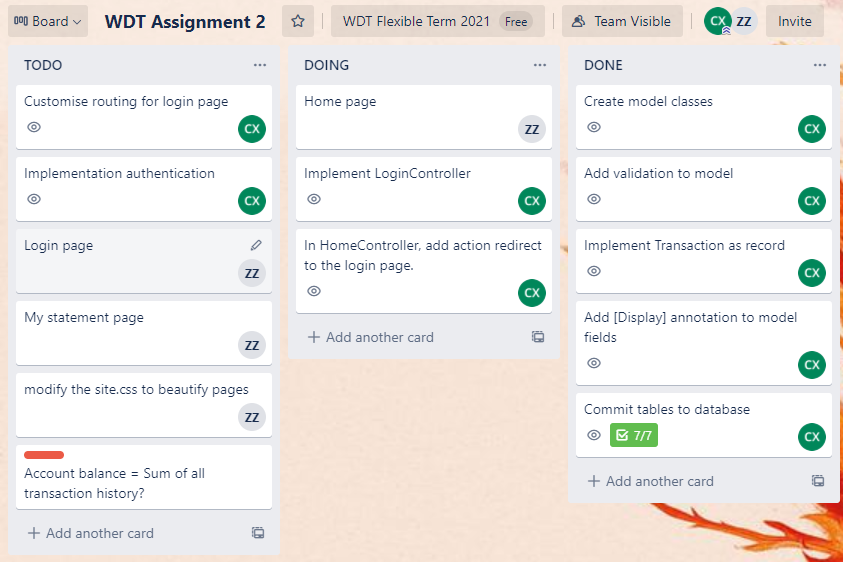 Board
WDT Assignment 2
WDT Flexible Term 2021
Free
Team Visible
CX
ZZ
Invite
TODO
Customise routing for login page
CX
Implementation authentication
CX
Login page
ZZ
My statement page
ZZ
modify the site.css to beautify pages
ZZ
Account balance = Sum of all
transaction history?
+ Add another card
DOING
Home page
ZZ
Implement LoginController
CX
In HomeController, add action redirect
to the login page.
CX
+ Add another card
DONE
Create model classes
CX
Add validation to model
CX
Implement Transaction as record
CX
Add [Display] annotation to model
fields
CX
Commit tables to database
7/7
CX
+ Add another card